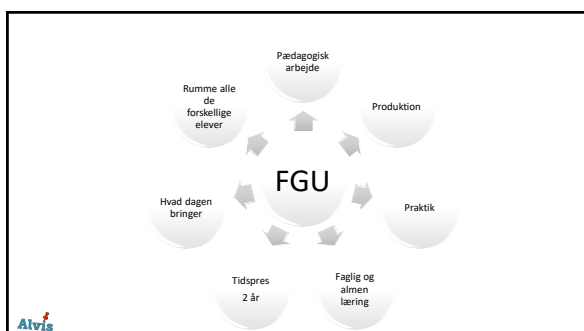 Pædagogisk
arbejde
Produktion
Praktik
Faglig og
almen
læring
Tidspres
2 år
Hvad dagen
bringer
Rumme alle
de
forskellige
elever
FGU
Alvis